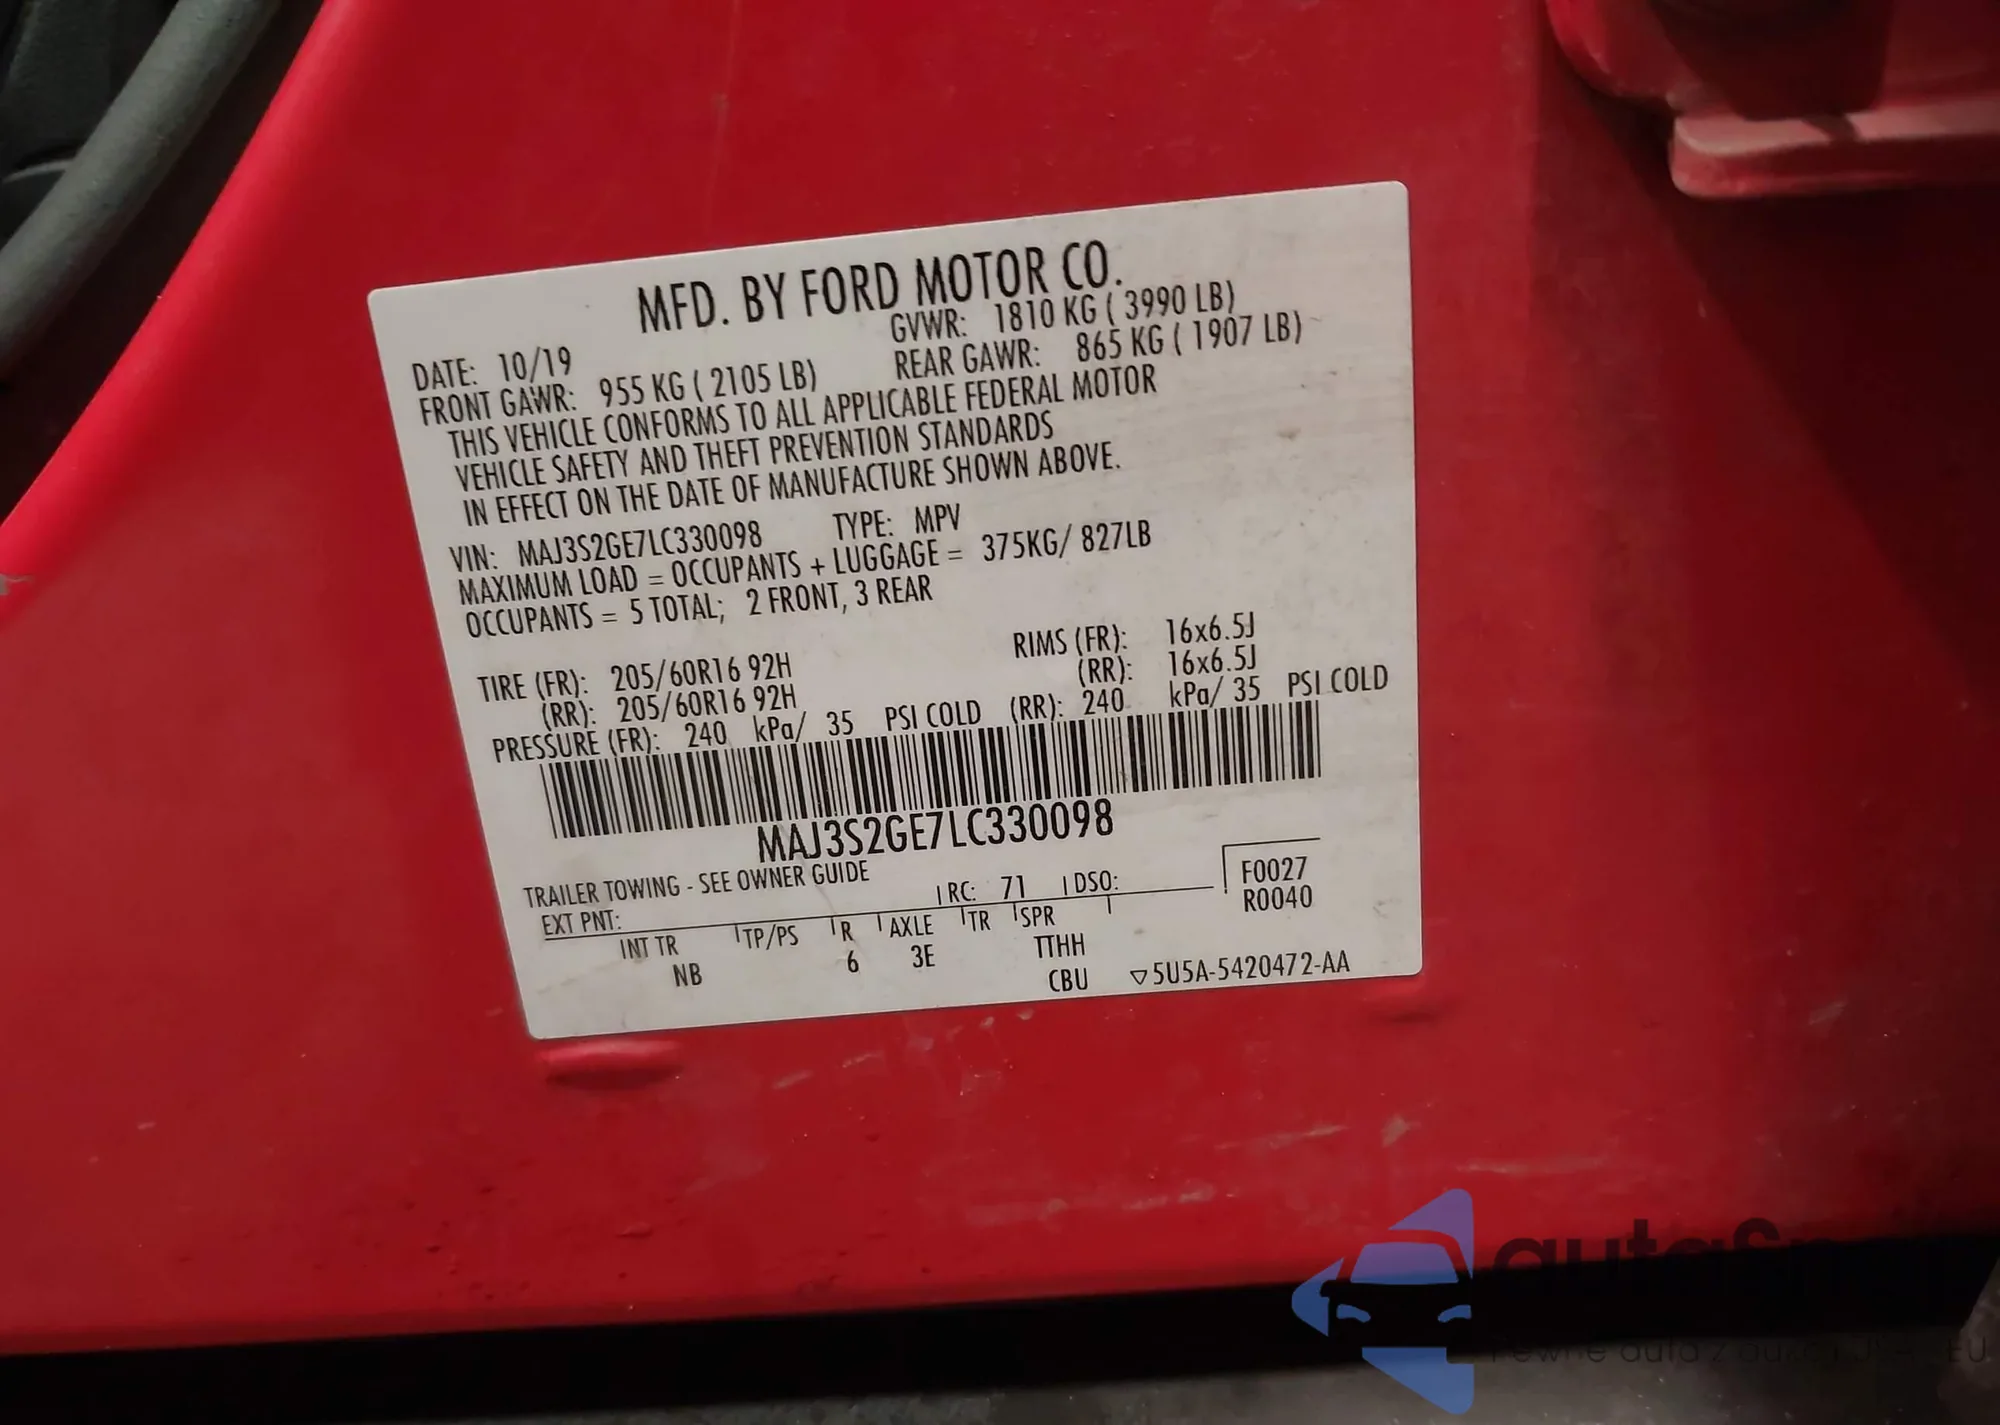 MFD. BY FORD MOTOR CO.
DATE: 10/19 GVWR: 1810 KG ( 3990 LB)
FRONT GAWR: 955 KG ( 2105 LB) REAR GAWR: 865 KG ( 1907 LB)
THIS VEHICLE CONFORMS TO ALL APPLICABLE FEDERAL MOTOR
VEHICLE SAFETY AND THEFT PREVENTION STANDARDS
IN EFFECT ON THE DATE OF MANUFACTURE SHOWN ABOVE.
VIN: MAJ3S2GE7LC330098 TYPE: MPV
MAXIMUM LOAD = OCCUPANTS + LUGGAGE = 375KG/ 827LB
OCCUPANTS = 5 TOTAL; 2 FRONT, 3 REAR
TIRE (FR): 205/60R16 92H RIMS (FR): 16x6.5J
(RR): 205/60R16 92H (RR): 16x6.5J
PRESSURE (FR): 240 kPa/ 35 PSI COLD (RR): 240 kPa/ 35 PSI COLD
MAJ3S2GE7LC330098
TRAILER TOWING - SEE OWNER GUIDE
F0027
EXT PNT: RC: 71 DSO: R0040
INT TR TP/PS R AXLE TR SPR
NB 6 3E TTHH
CBU ▽5U5A-5420472-AA
auta
auta z
EU